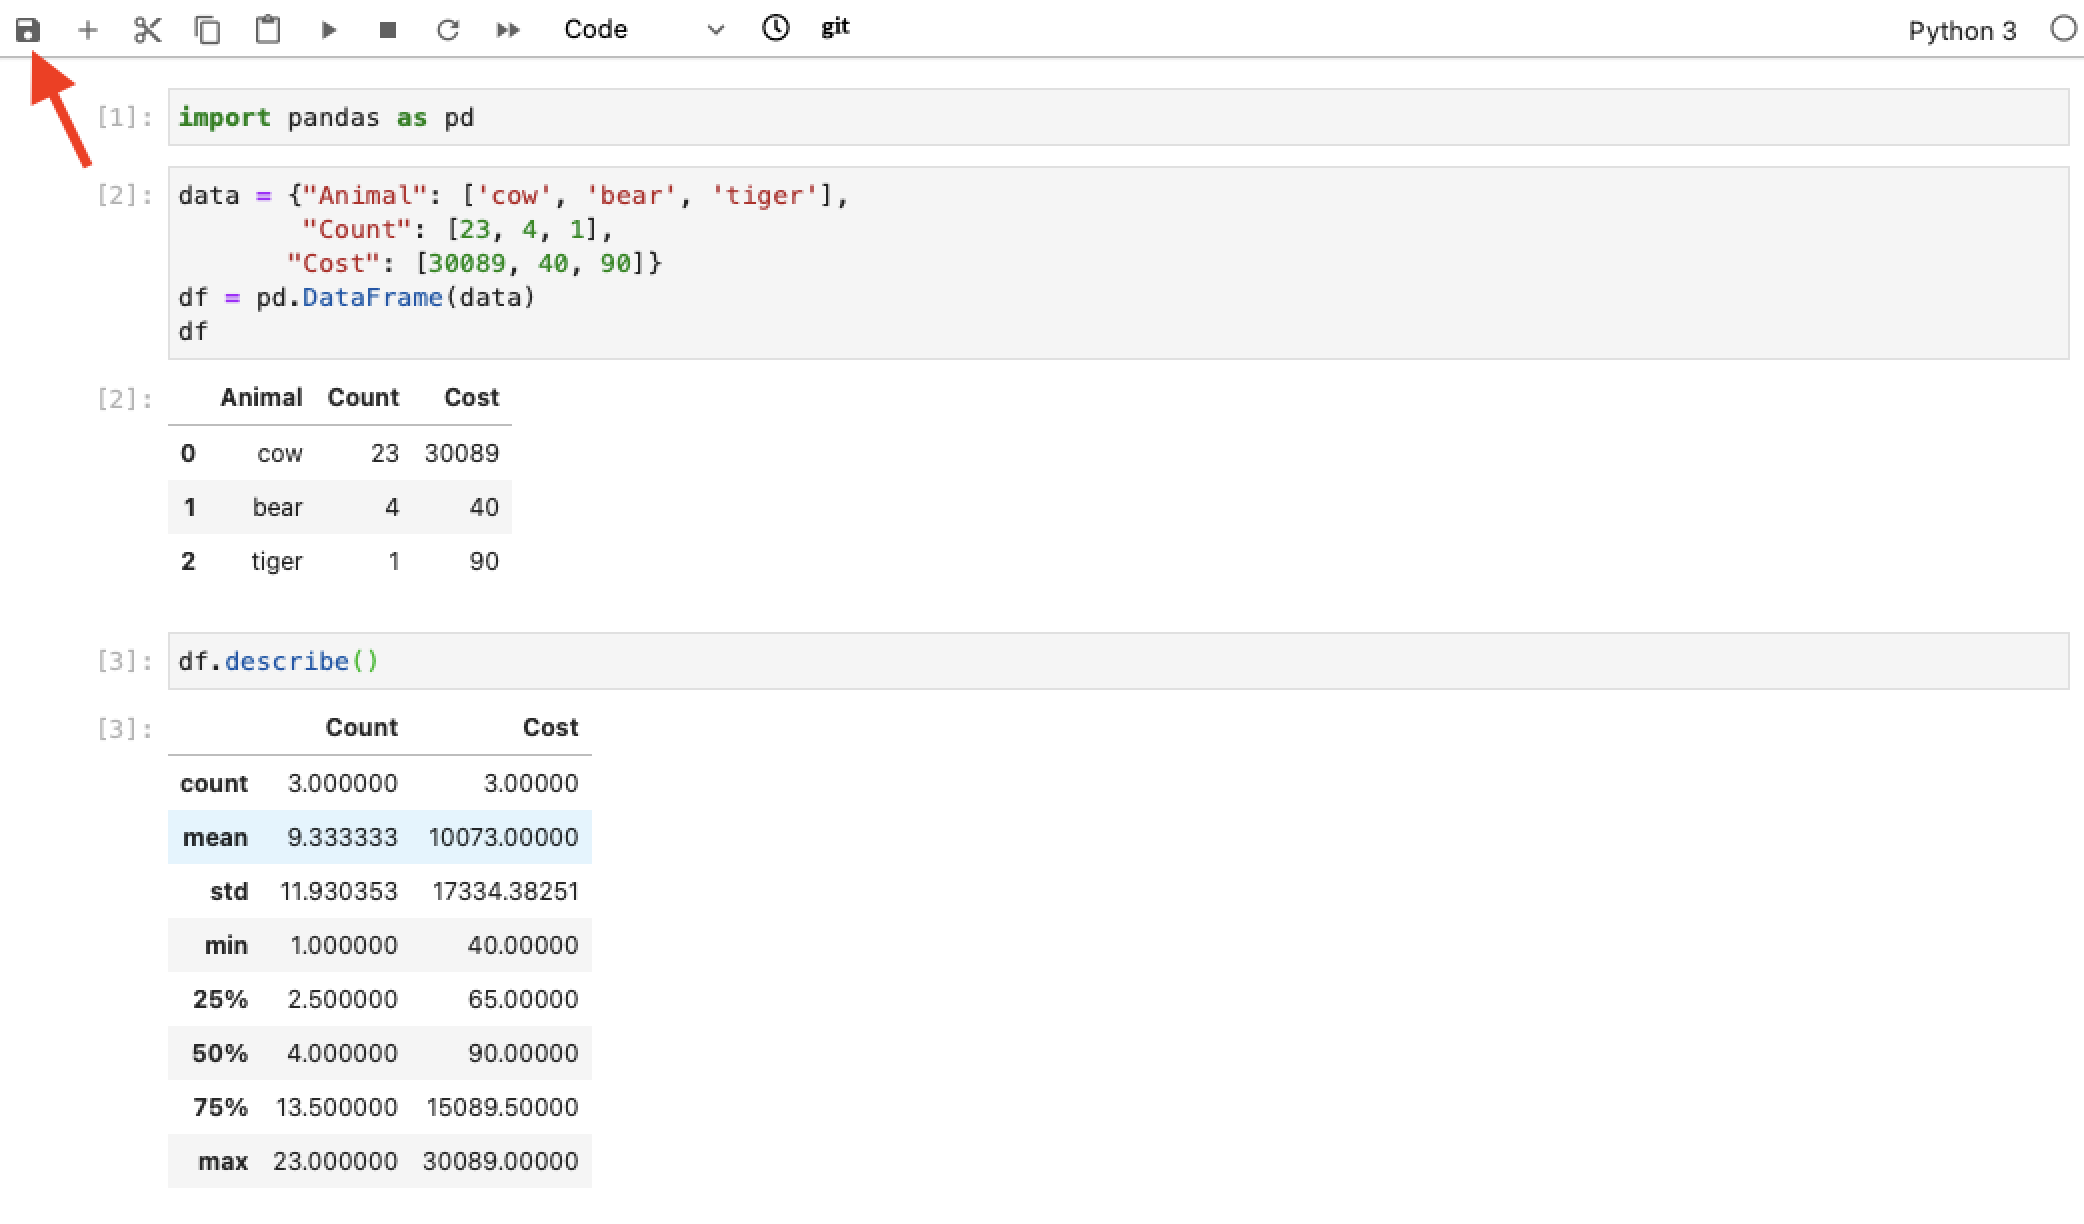 Code git Python 3
[1]: import pandas as pd
[2]: data = {"Animal": ['cow', 'bear', 'tiger'],
"Count": [23, 4, 1],
"Cost": [30089, 40, 90]}
df = pd.DataFrame(data)
df
[2]: Animal Count Cost
0 cow 23 30089
1 bear 4 40
2 tiger 1 90
[3]: df.describe()
[3]: Count Cost
count 3.000000 3.00000
mean 9.333333 10073.00000
std 11.930353 17334.38251
min 1.000000 40.00000
25% 2.500000 65.00000
50% 4.000000 90.00000
75% 13.500000 15089.50000
max 23.000000 30089.00000